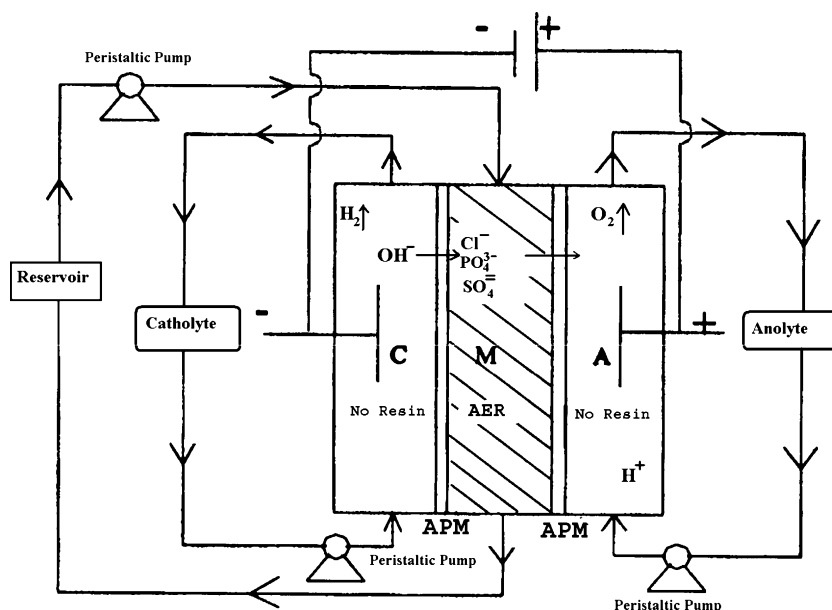 - +
Peristaltic Pump
H2↑
O2↑
OH⁻
Cl⁻
PO4³⁻
SO4⁼
Reservoir
Catholyte
-
+
Anolyte
C
M
A
No Resin
AER
No Resin
H⁺
APM
APM
Peristaltic Pump
Peristaltic Pump